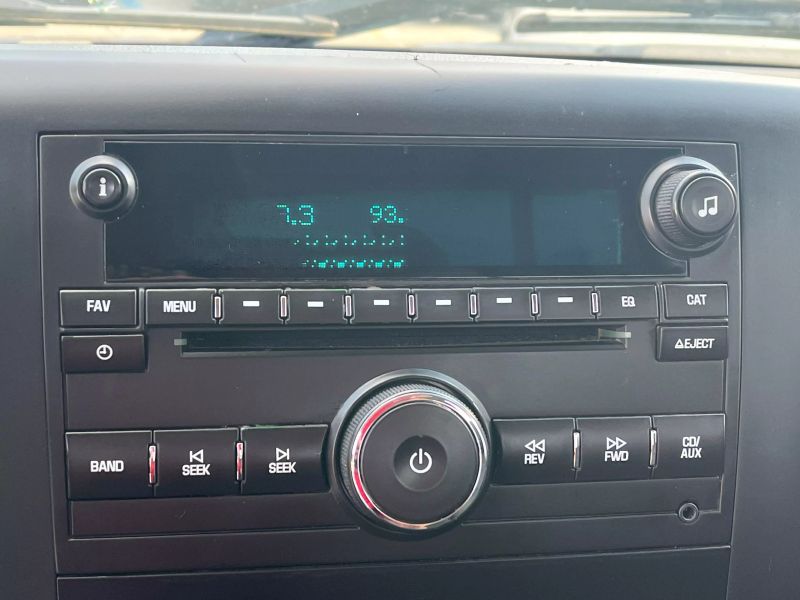 7.3 93.
FAV MENU EQ CAT
EJECT
BAND SEEK SEEK REV FWD CD/
AUX